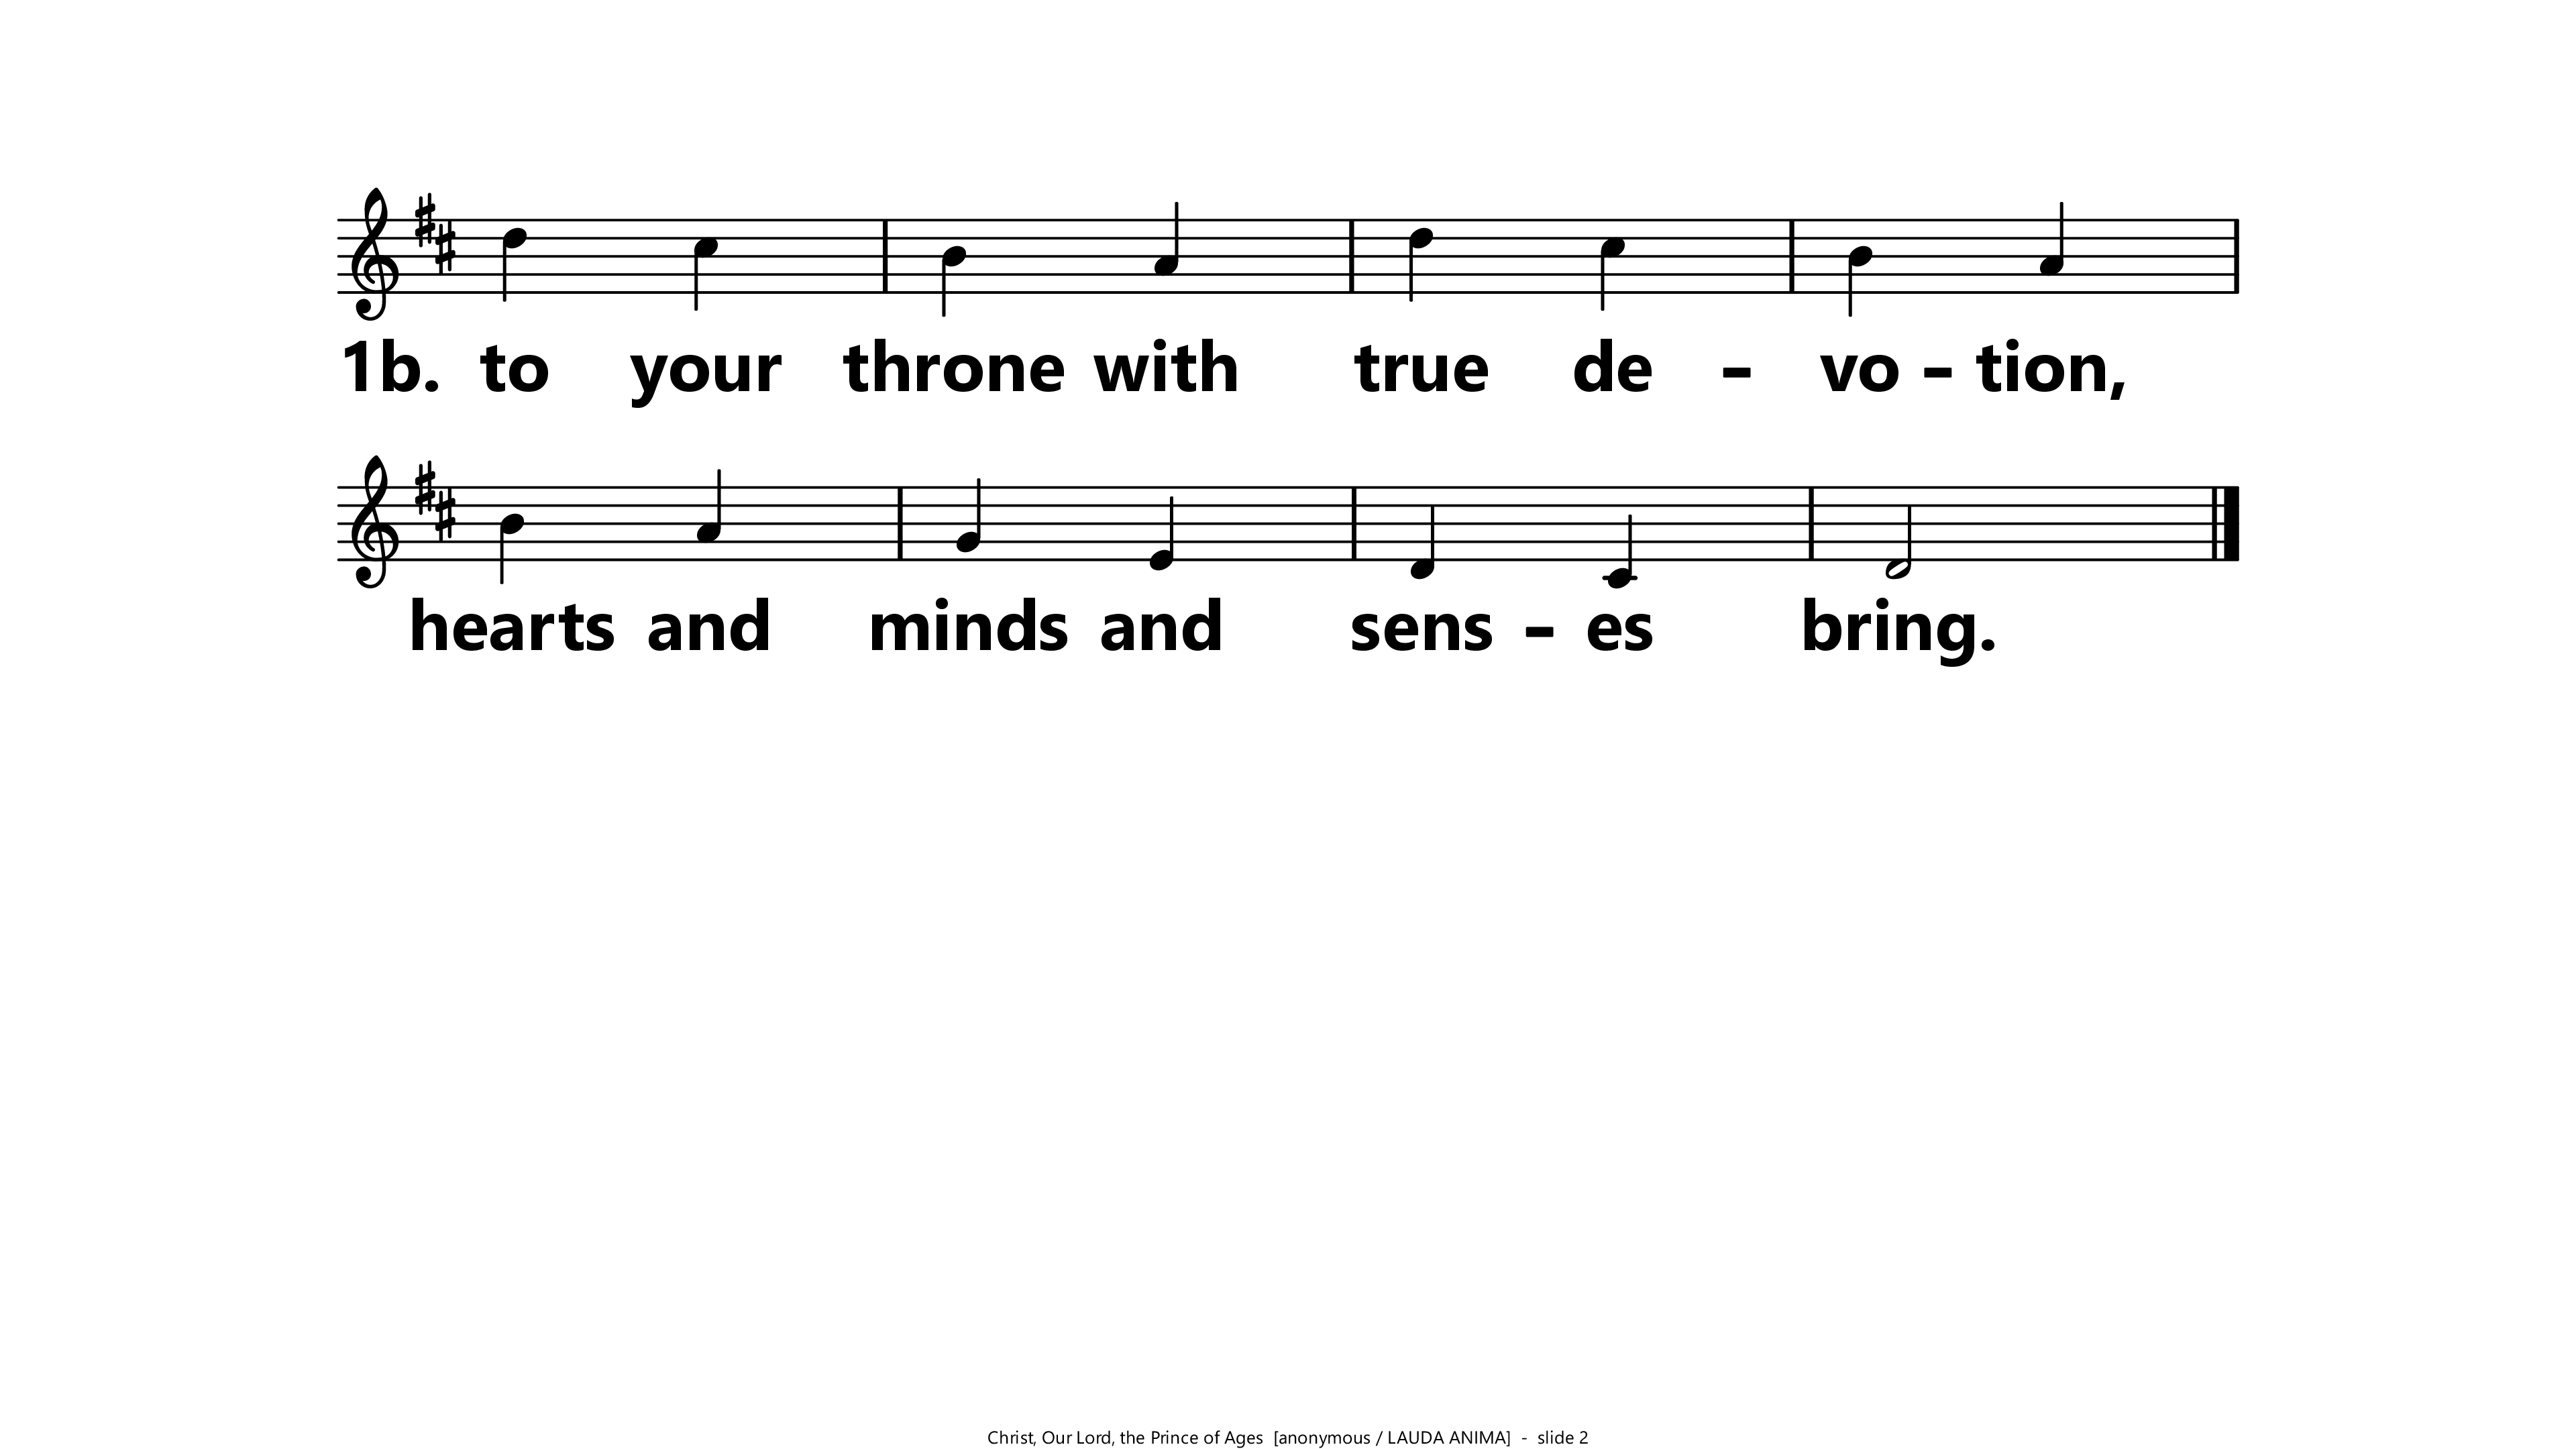 1b. to your throne with true de - vo - tion,
hearts and minds and sens - es bring.
Christ, Our Lord, the Prince of Ages [anonymous / LAUDA ANIMA] - slide 2